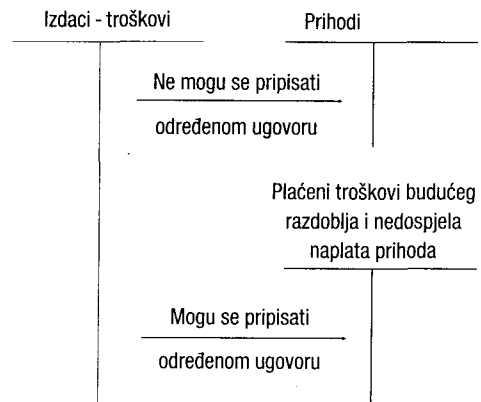 Izdaci - troškovi
Prihodi
Ne mogu se pripisati
određenom ugovoru
Plaćeni troškovi budućeg
razdoblja i nedospjela
naplata prihoda
Mogu se pripisati
određenom ugovoru